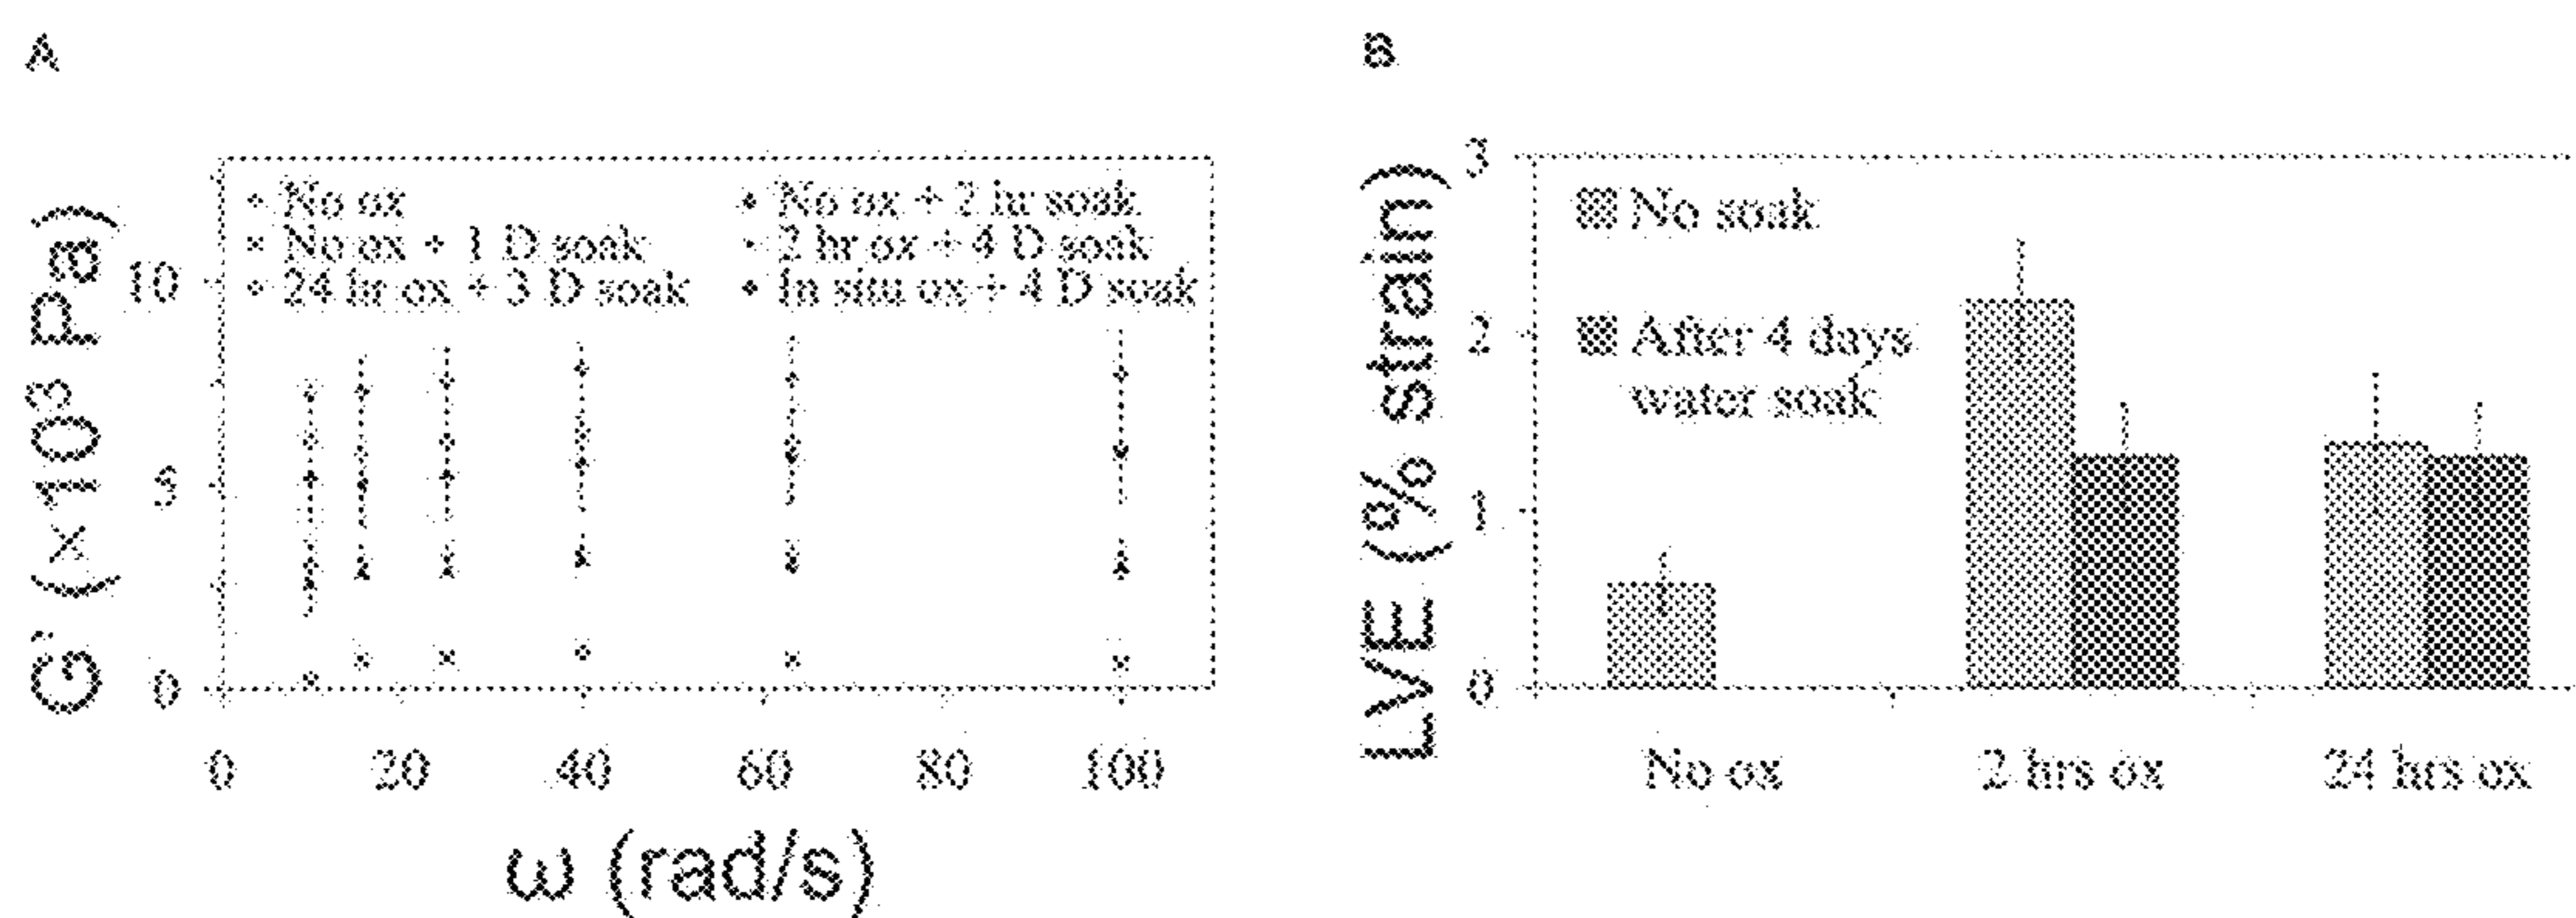 A
B
G' (×10³ Pa)
10
5
0
No ox
No ox + 2 hr soak
No ox + 1 D soak
2 hr ox + 4 D soak
24 hr ox + 3 D soak
In situ ox + 4 D soak
0 20 40 60 80 100
ω (rad/s)
LVE (% strain)
3
2
1
0
No soak
After 4 days
water soak
No ox 2 hrs ox 24 hrs ox